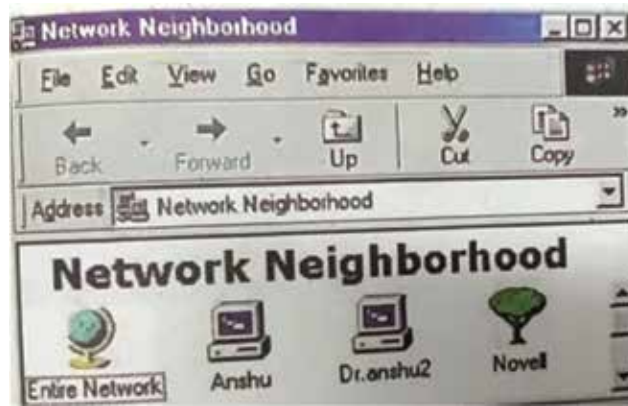 Network Neighborhood
File Edit View Go Favorites Help
Back Forward Up Cut Copy »
Address Network Neighborhood
Network Neighborhood
Entire Network Anshu Dr.anshu2 Novell